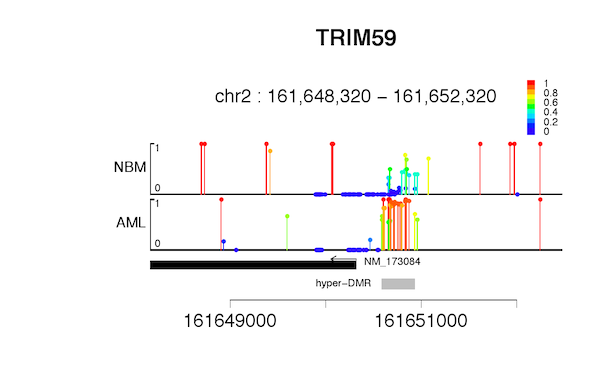 TRIM59
chr2 : 161,648,320 − 161,652,320
1
0.8
0.6
0.4
0.2
0
NBM
1
0
AML
1
0
NM_173084
hyper−DMR
161649000
161651000